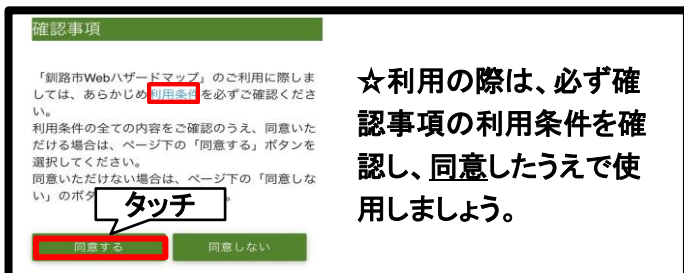 確認事項
「釧路市Webハザードマップ」のご利用に際しま
しては、あらかじめ利用条件を必ずご確認くださ
い。
利用条件の全ての内容をご確認のうえ、同意いた
だける場合は、ページ下の「同意する」ボタンを
選択してください。
同意いただけない場合は、ページ下の「同意しな
い」のボタ
タッチ
同意する
同意しない
☆利用の際は、必ず確
認事項の利用条件を確
認し、同意したうえで使
用しましょう。